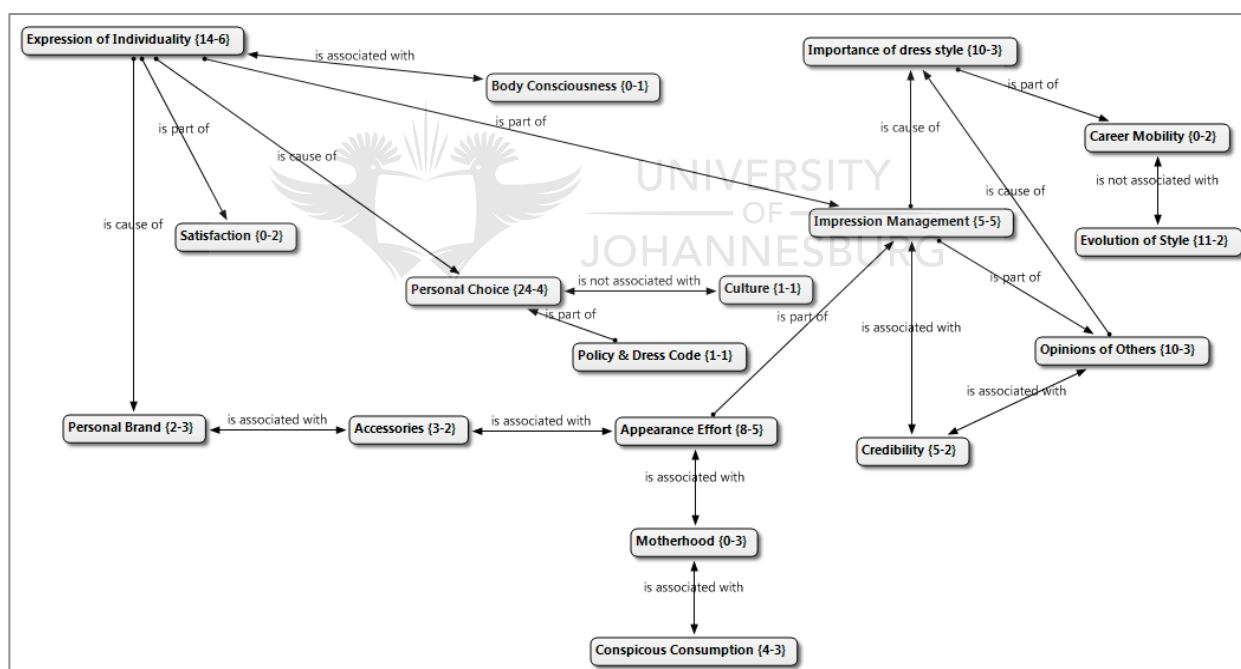 Expression of Individuality {14-6}
is associated with
Importance of dress style {10-3}
Body Consciousness {0-1}
is part of
is part of
is part of
is cause of
Career Mobility {0-2}
is cause of
UNIVERSITY
is cause of
is not associated with
OF
is cause of
Satisfaction {0-2}
Impression Management {5-5}
Evolution of Style {11-2}
JOHANNESBURG
is part of
Personal Choice {24-4}
is not associated with
Culture {1-1}
is part of
is part of
is associated with
Policy & Dress Code {1-1}
Opinions of Others {10-3}
is associated with
Personal Brand {2-3}
is associated with
Accessories {3-2}
is associated with
Appearance Effort {8-5}
Credibility {5-2}
is associated with
Motherhood {0-3}
is associated with
Conspicous Consumption {4-3}